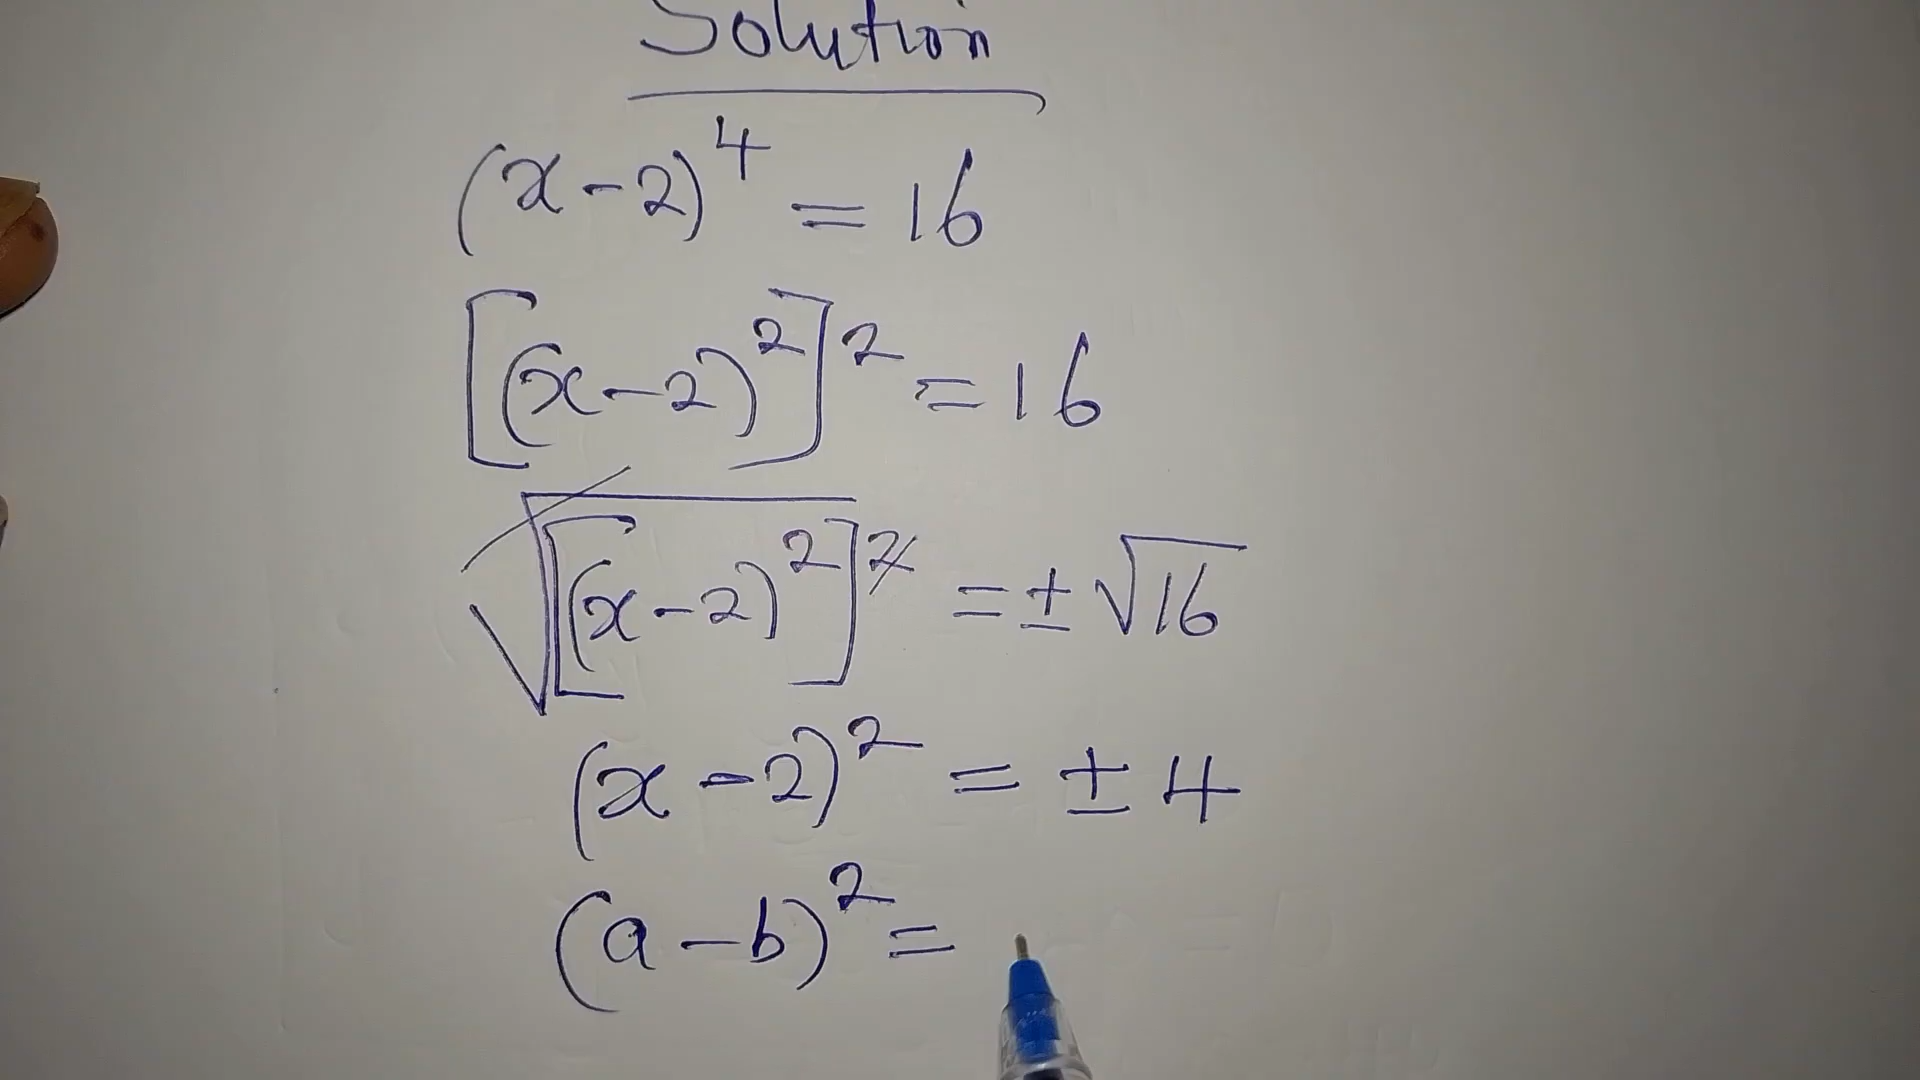 Solution
(x-2)⁴ = 16
[(x-2)²]² = 16
√[(x-2)²]² = ± √16
(x-2)² = ± 4
(a-b)² =